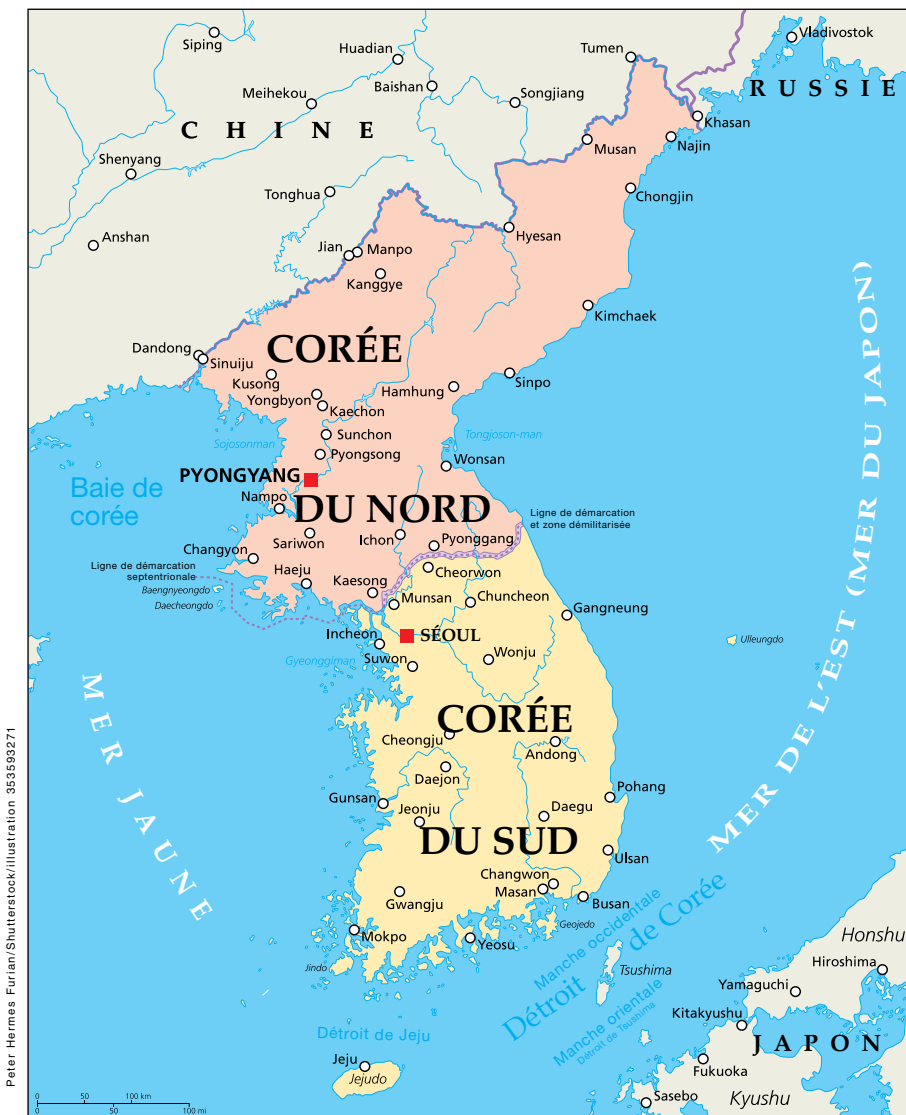 Siping
Huadian
Tumen
Vladivostok
Meihekou
Baishan
Songjiang
RUSSIE
CHINE
Khasan
Musan
Najin
Shenyang
Tonghua
Chongjin
Anshan
Jian
Manpo
Hyesan
Kanggye
Kimchaek
Dandong
Sinuiju
CORÉE
Kusong
Sinpo
Yongbyon
Hamhung
Kaechon
Sojosonman
Sunchon
Tongjoson-man
Pyongsong
Wonsan
PYONGYANG
Baie de
corée
Nampo
DU NORD
Ligne de démarcation
et zone démilitarisée
Changyon
Sariwon
Ichon
Pyonggang
Ligne de démarcation
septentrionale
Haeju
Kaesong
Cheorwon
Baengnyeongdo
Daecheongdo
Munsan
Chuncheon
Gangneung
Incheon
SÉOUL
Ulleungdo
Gyeonggiman
Suwon
Wonju
MER JAUNE
MER DE L'EST (MER DU JAPON)
CORÉE
Cheongju
Andong
Daejon
Gunsan
Jeonju
Daegu
Pohang
DU SUD
Ulsan
Changwon
Masan
Gwangju
Busan
Geojedo
Mokpo
Yeosu
Jindo
Manche occidentale
Détroit de Corée
Manche orientale
Détroit de Tsushima
Tsushima
Honshu
Hiroshima
Yamaguchi
Kitakyushu
Détroit de Jeju
JAPON
Jeju
Jejudo
Fukuoka
Sasebo
Kyushu
0 50 100 km
50 100 mi
Peter Hermes Furian/Shutterstock/illustration 353593271